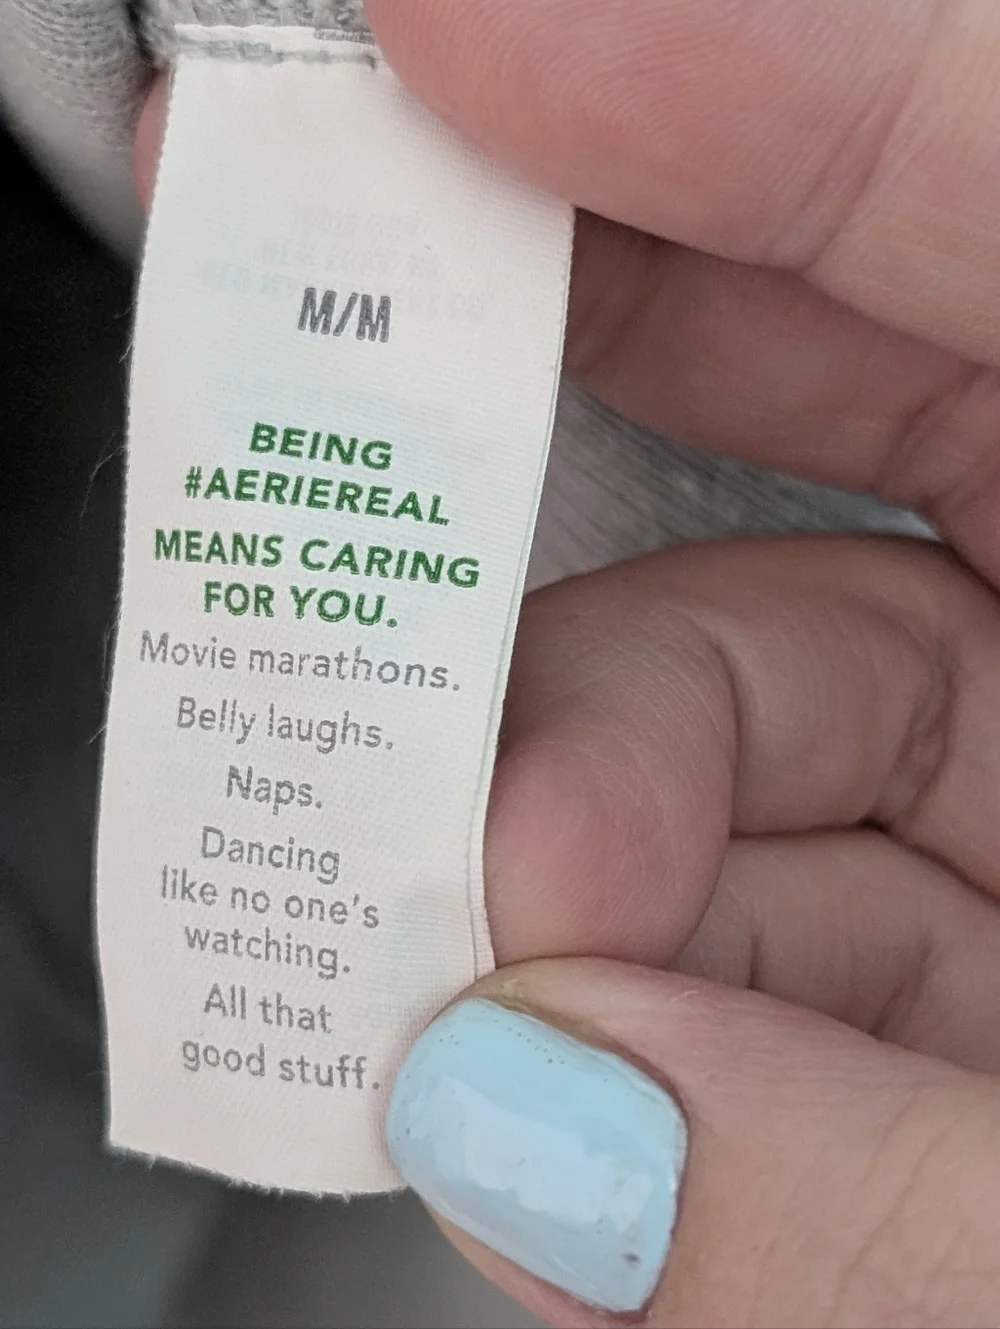 M/M
BEING
#AERIEREAL
MEANS CARING
FOR YOU.
Movie marathons.
Belly laughs.
Naps.
Dancing
like no one's
watching.
All that
good stuff.